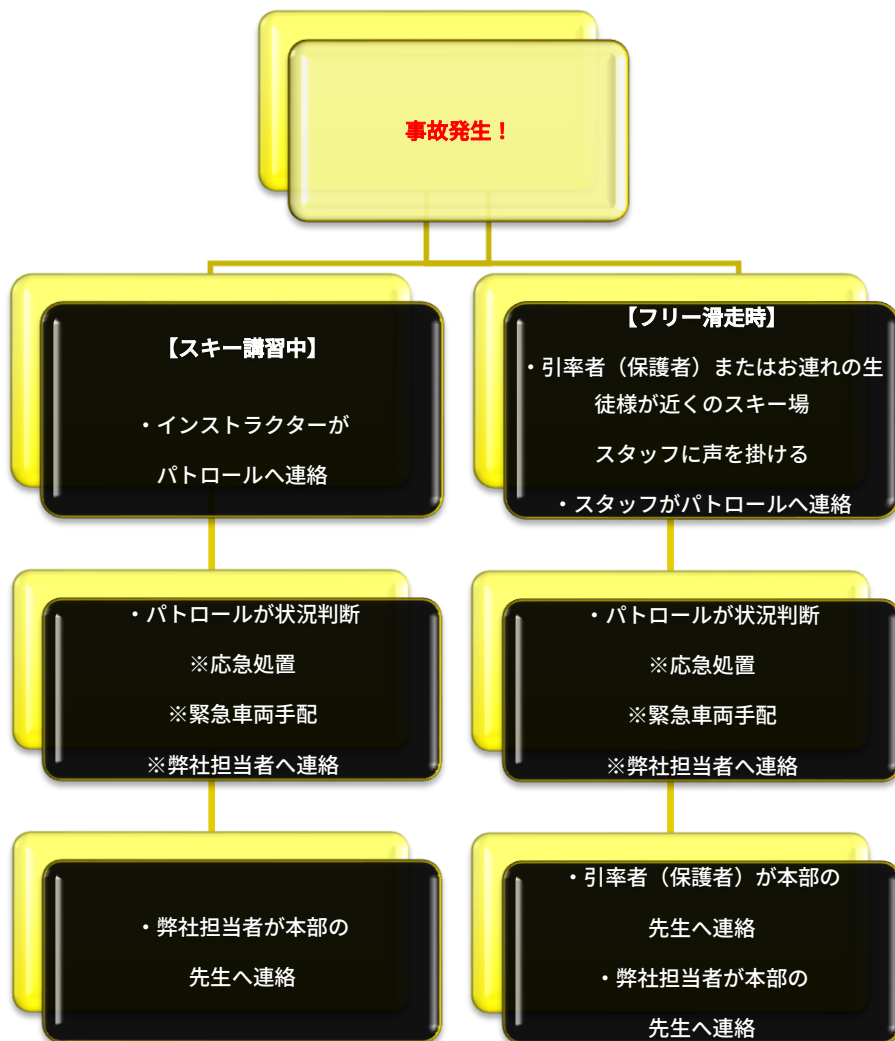 事故発生！
【スキー講習中】
・インストラクターが
パトロールへ連絡
【フリー滑走時】
・引率者（保護者）またはお連れの生
徒様が近くのスキー場
スタッフに声を掛ける
・スタッフがパトロールへ連絡
・パトロールが状況判断
※応急処置
※緊急車両手配
※弊社担当者へ連絡
・パトロールが状況判断
※応急処置
※緊急車両手配
※弊社担当者へ連絡
・弊社担当者が本部の
先生へ連絡
・引率者（保護者）が本部の
先生へ連絡
・弊社担当者が本部の
先生へ連絡